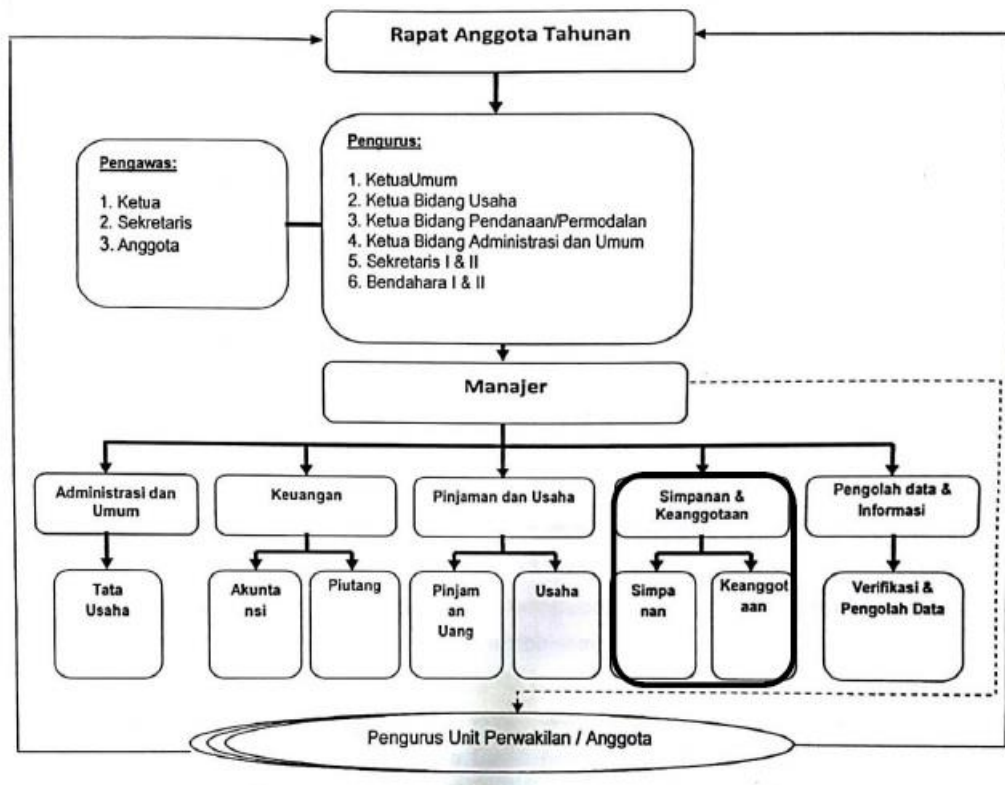 Rapat Anggota Tahunan
Pengawas:
1. Ketua
2. Sekretaris
3. Anggota
Pengurus:
1. KetuaUmum
2. Ketua Bidang Usaha
3. Ketua Bidang Pendanaan/Permodalan
4. Ketua Bidang Administrasi dan Umum
5. Sekretaris I & II
6. Bendahara I & II
Manajer
Administrasi dan
Umum
Keuangan
Pinjaman dan Usaha
Simpanan &
Keanggotaan
Pengolah data &
Informasi
Tata
Usaha
Akunta
nsi
Piutang
Pinjam
an
Uang
Usaha
Simpa
nan
Keanggot
aan
Verifikasi &
Pengolah Data
Pengurus Unit Perwakilan / Anggota